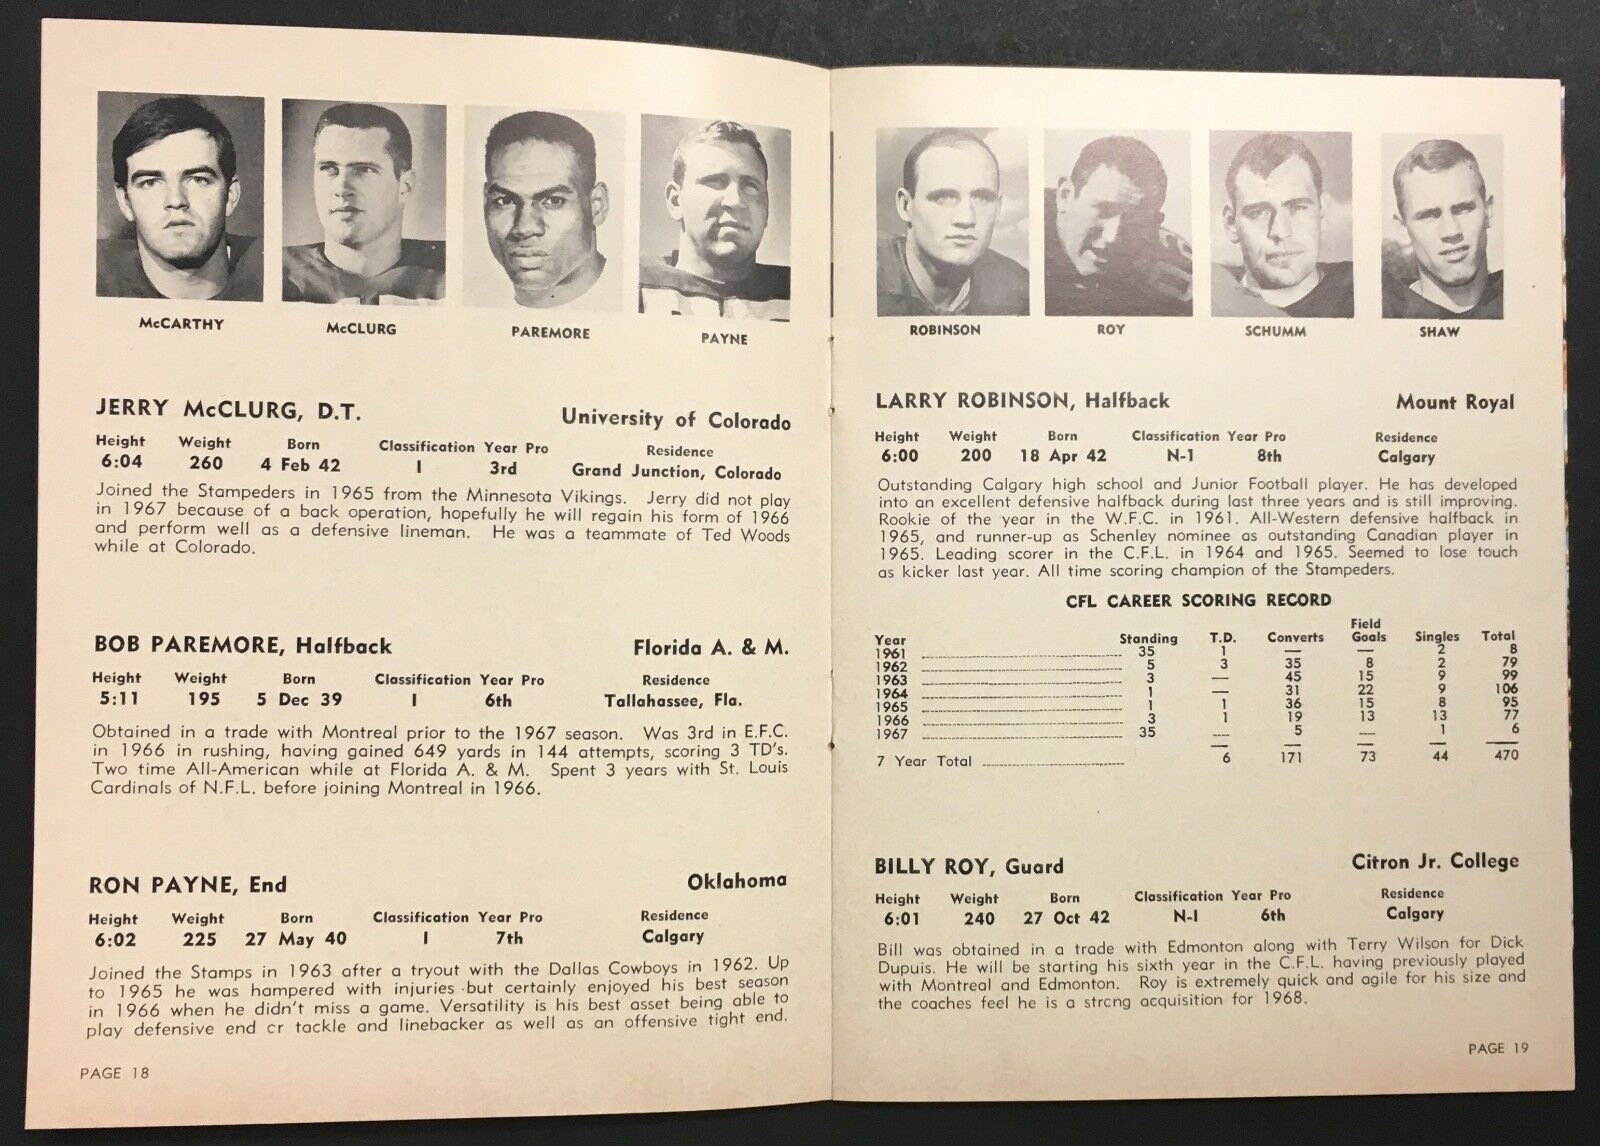 McCARTHY McCLURG PAREMORE PAYNE
JERRY McCLURG, D.T. University of Colorado
Height Weight Born Classification Year Pro Residence
6:04 260 4 Feb 42 I 3rd Grand Junction, Colorado
Joined the Stampeders in 1965 from the Minnesota Vikings. Jerry did not play
in 1967 because of a back operation, hopefully he will regain his form of 1966
and perform well as a defensive lineman. He was a teammate of Ted Woods
while at Colorado.
BOB PAREMORE, Halfback Florida A. & M.
Height Weight Born Classification Year Pro Residence
5:11 195 5 Dec 39 I 6th Tallahassee, Fla.
Obtained in a trade with Montreal prior to the 1967 season. Was 3rd in E.F.C.
in 1966 in rushing, having gained 649 yards in 144 attempts, scoring 3 TD's.
Two time All-American while at Florida A. & M. Spent 3 years with St. Louis
Cardinals of N.F.L. before joining Montreal in 1966.
RON PAYNE, End Oklahoma
Height Weight Born Classification Year Pro Residence
6:02 225 27 May 40 I 7th Calgary
Joined the Stamps in 1963 after a tryout with the Dallas Cowboys in 1962. Up
to 1965 he was hampered with injuries but certainly enjoyed his best season
in 1966 when he didn't miss a game. Versatility is his best asset being able to
play defensive end cr tackle and linebacker as well as an offensive tight end.
PAGE 18
ROBINSON ROY SCHUMM SHAW
LARRY ROBINSON, Halfback Mount Royal
Height Weight Born Classification Year Pro Residence
6:00 200 18 Apr 42 N-1 8th Calgary
Outstanding Calgary high school and Junior Football player. He has developed
into an excellent defensive halfback during last three years and is still improving.
Rookie of the year in the W.F.C. in 1961. All-Western defensive halfback in
1965, and runner-up as Schenley nominee as outstanding Canadian player in
1965. Leading scorer in the C.F.L. in 1964 and 1965. Seemed to lose touch
as kicker last year. All time scoring champion of the Stampeders.
CFL CAREER SCORING RECORD
Year Standing T.D. Converts Field Goals Singles Total
1961 35 1 — — 2 8
1962 5 3 35 8 2 79
1963 3 — 45 15 9 99
1964 1 — 31 22 9 106
1965 1 1 36 15 8 95
1966 3 1 19 13 13 77
1967 35 — 5 — 1 6
7 Year Total 6 171 73 44 470
BILLY ROY, Guard Citron Jr. College
Height Weight Born Classification Year Pro Residence
6:01 240 27 Oct 42 N-I 6th Calgary
Bill was obtained in a trade with Edmonton along with Terry Wilson for Dick
Dupuis. He will be starting his sixth year in the C.F.L. having previously played
with Montreal and Edmonton. Roy is extremely quick and agile for his size and
the coaches feel he is a strcng acquisition for 1968.
PAGE 19